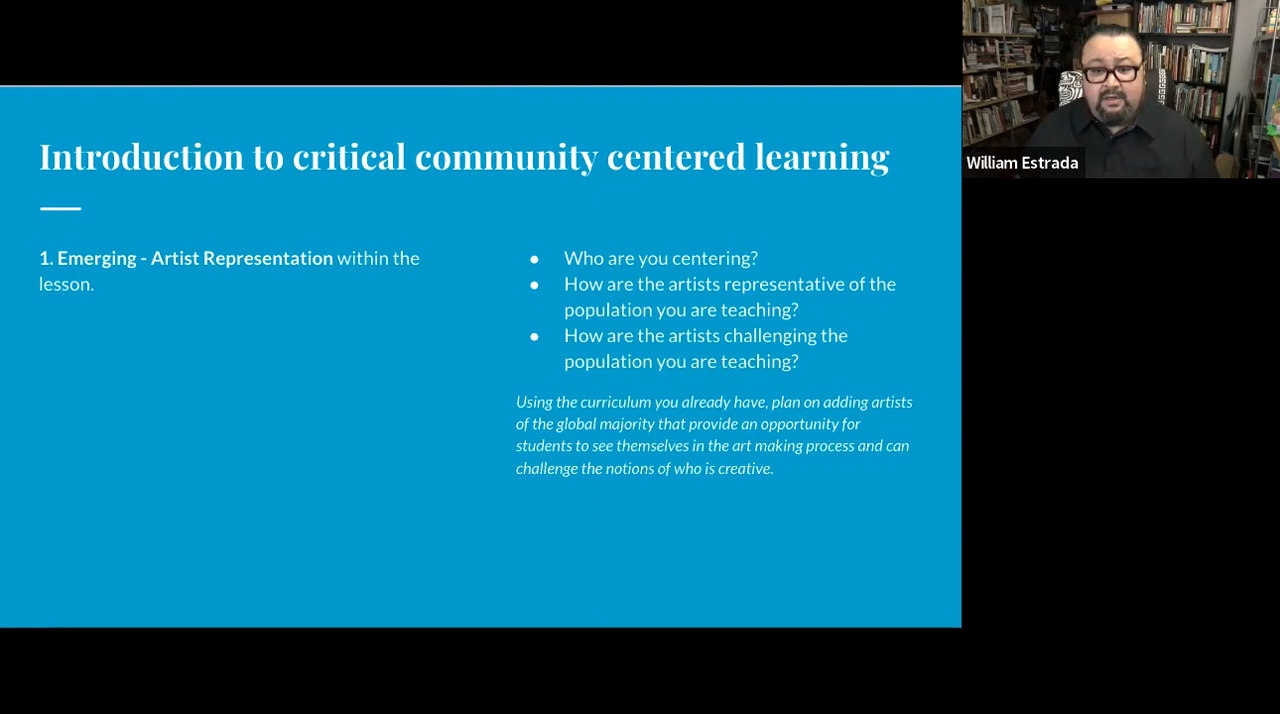 Introduction to critical community centered learning
1. Emerging - Artist Representation within the
lesson.
● Who are you centering?
● How are the artists representative of the
population you are teaching?
● How are the artists challenging the
population you are teaching?
Using the curriculum you already have, plan on adding artists
of the global majority that provide an opportunity for
students to see themselves in the art making process and can
challenge the notions of who is creative.
William Estrada